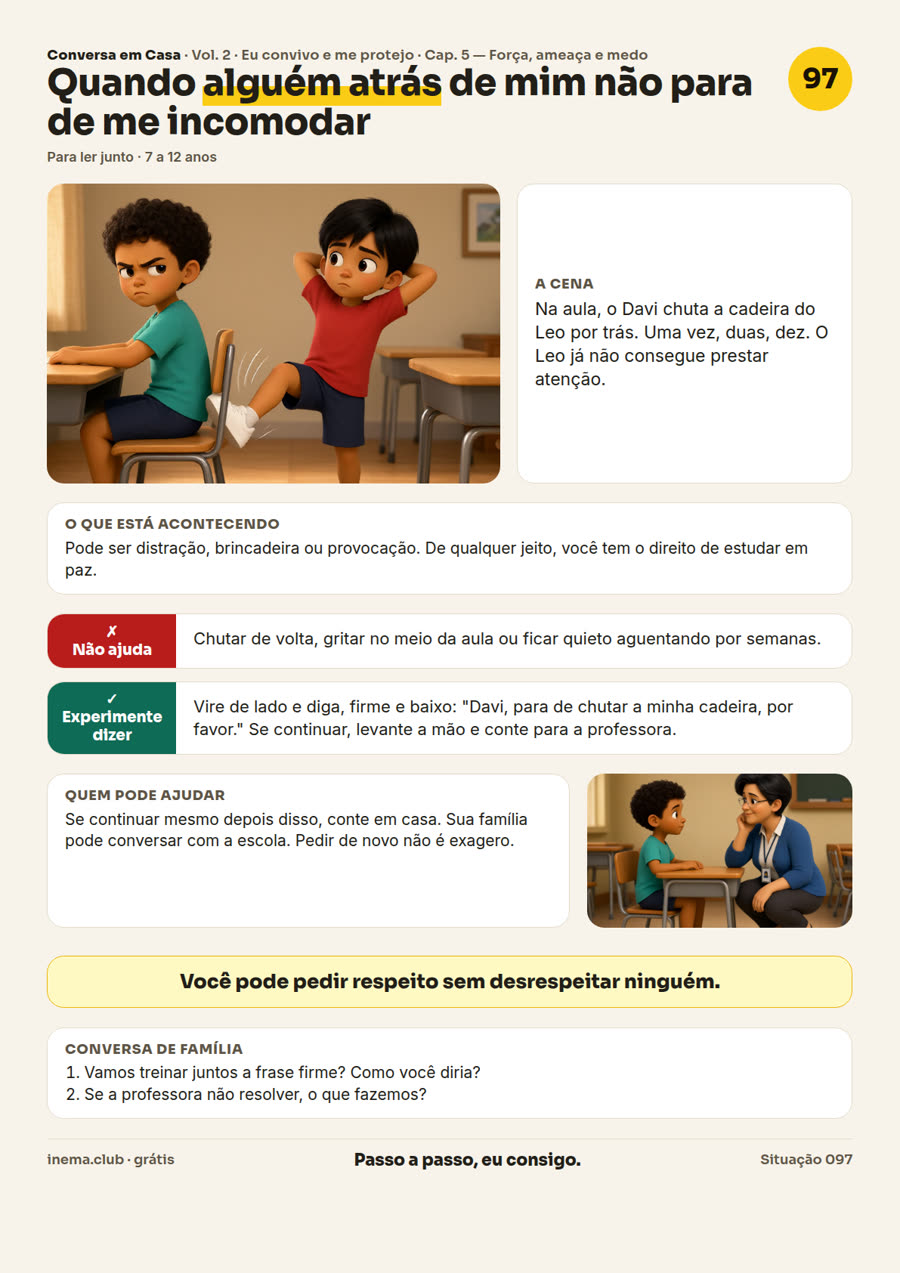 Conversa em Casa · Vol. 2 · Eu convivo e me protejo · Cap. 5 — Força, ameaça e medo
Quando alguém atrás de mim não para
de me incomodar
97
Para ler junto · 7 a 12 anos
A CENA
Na aula, o Davi chuta a cadeira do
Leo por trás. Uma vez, duas, dez. O
Leo já não consegue prestar
atenção.
O QUE ESTÁ ACONTECENDO
Pode ser distração, brincadeira ou provocação. De qualquer jeito, você tem o direito de estudar em
paz.
✗
Não ajuda
Chutar de volta, gritar no meio da aula ou ficar quieto aguentando por semanas.
✓
Experimente
dizer
Vire de lado e diga, firme e baixo: "Davi, para de chutar a minha cadeira, por
favor." Se continuar, levante a mão e conte para a professora.
QUEM PODE AJUDAR
Se continuar mesmo depois disso, conte em casa. Sua família
pode conversar com a escola. Pedir de novo não é exagero.
Você pode pedir respeito sem desrespeitar ninguém.
CONVERSA DE FAMÍLIA
1. Vamos treinar juntos a frase firme? Como você diria?
2. Se a professora não resolver, o que fazemos?
inema.club · grátis
Passo a passo, eu consigo.
Situação 097